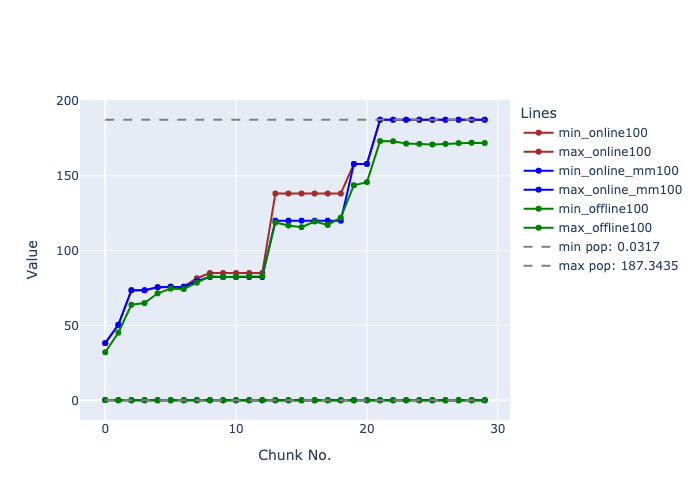 200
150
100
50
0
Value
0
10
20
30
Chunk No.
Lines
min_online100
max_online100
min_online_mm100
max_online_mm100
min_offline100
max_offline100
min pop: 0.0317
max pop: 187.3435